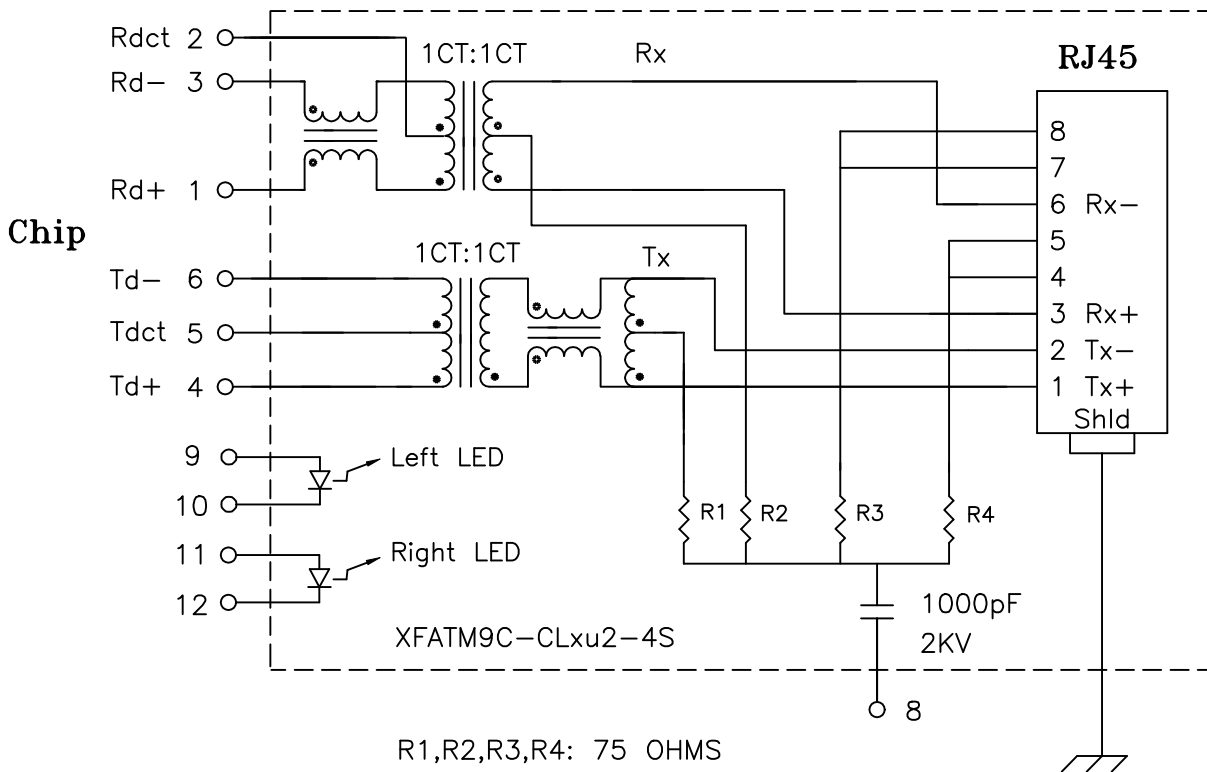 Rdct 2
1CT:1CT
Rx
RJ45
Rd- 3
8
7
Rd+ 1
6 Rx-
Chip
5
1CT:1CT
Tx
Td- 6
4
3 Rx+
Tdct 5
2 Tx-
Td+ 4
1 Tx+
Shld
9
Left LED
10
R1
R2
R3
R4
11
Right LED
12
1000pF
2KV
XFATM9C-CLxu2-4S
8
R1,R2,R3,R4: 75 OHMS